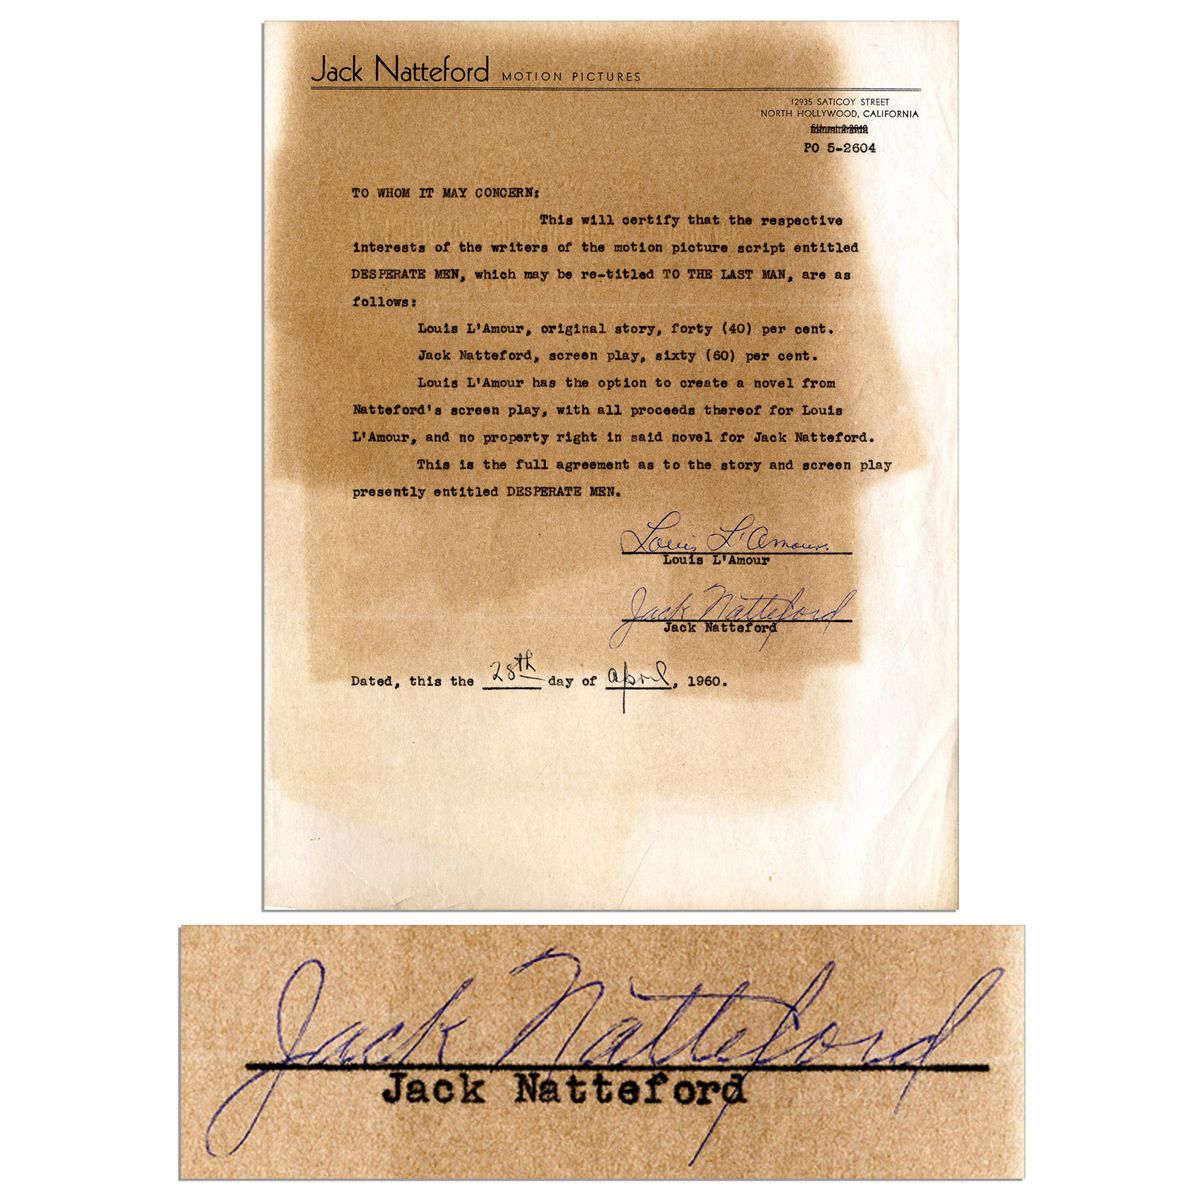 Jack Natteford MOTION PICTURES
12935 SATICOY STREET
NORTH HOLLYWOOD, CALIFORNIA
PO 5-2604
TO WHOM IT MAY CONCERN:
This will certify that the respective
interests of the writers of the motion picture script entitled
DESPERATE MEN, which may be re-titled TO THE LAST MAN, are as
follows:
Louis L'Amour, original story, forty (40) per cent.
Jack Natteford, screen play, sixty (60) per cent.
Louis L'Amour has the option to create a novel from
Natteford's screen play, with all proceeds thereof for Louis
L'Amour, and no property right in said novel for Jack Natteford.
This is the full agreement as to the story and screen play
presently entitled DESPERATE MEN.
Louis L'Amour
Louis L'Amour
Jack Natteford
Jack Natteford
Dated, this the 28th day of April, 1960.
Jack Natteford
Jack Natteford